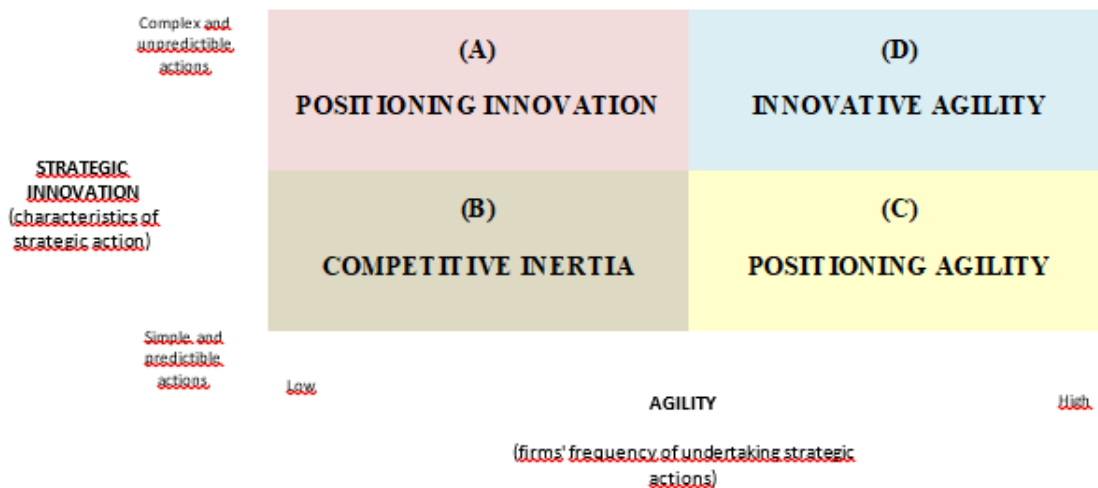 Complex and
unpredictible
actions
(A)
POSITIONING INNOVATION
(D)
INNOVATIVE AGILITY
STRATEGIC
INNOVATION
(characteristics of
strategic action)
(B)
COMPETITIVE INERTIA
(C)
POSITIONING AGILITY
Simple and
predictible
actions
Low
AGILITY
High
(firms' frequency of undertaking strategic
actions)